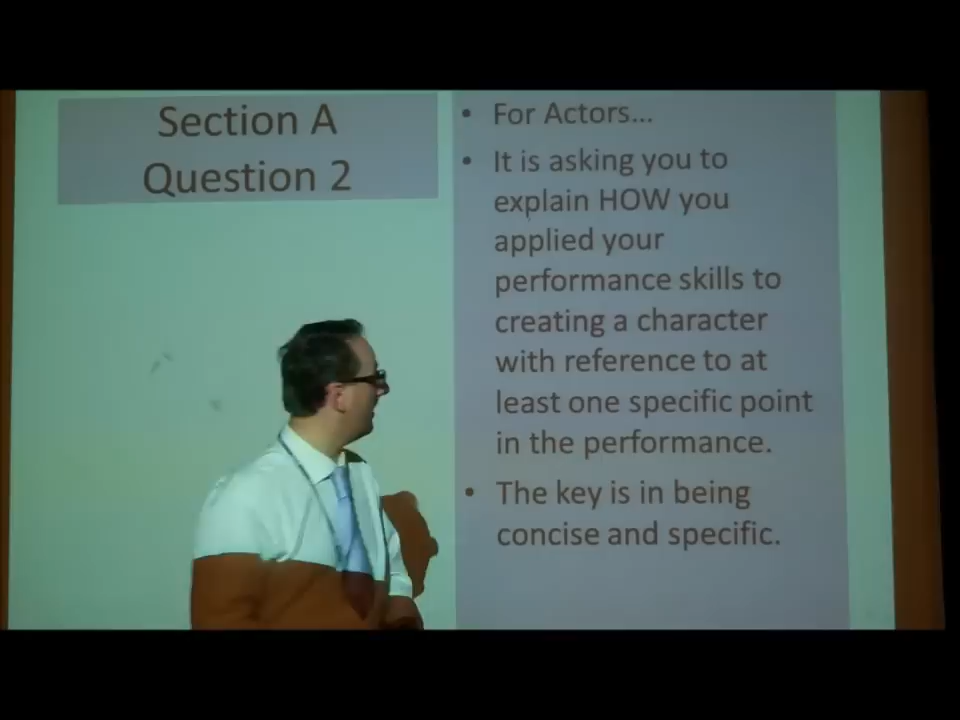 Section A
Question 2
• For Actors...
• It is asking you to
explain HOW you
applied your
performance skills to
creating a character
with reference to at
least one specific point
in the performance.
• The key is in being
concise and specific.